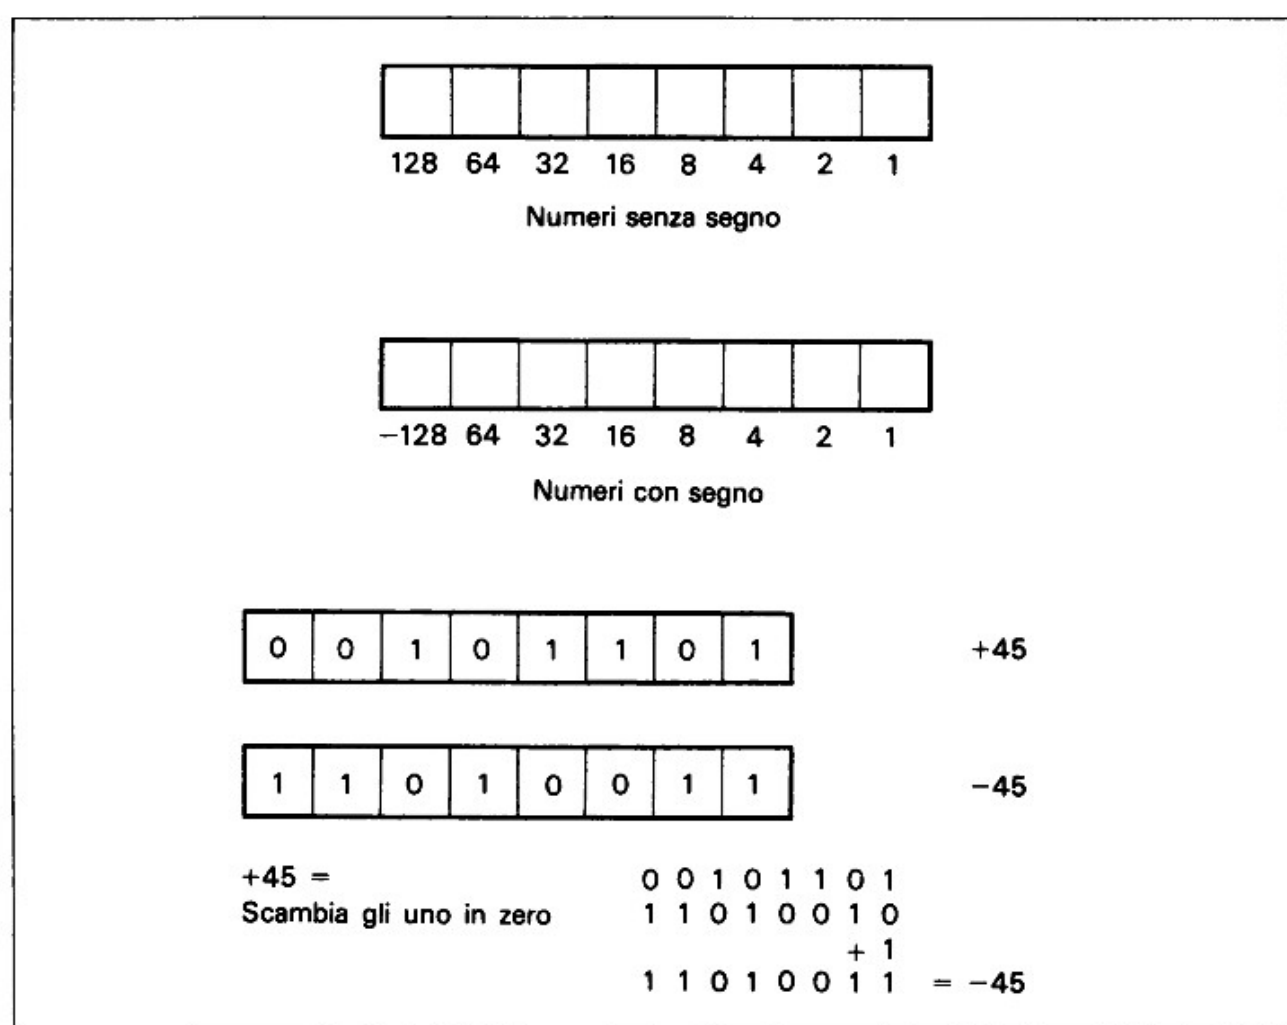 128 64 32 16 8 4 2 1
Numeri senza segno
−128 64 32 16 8 4 2 1
Numeri con segno
0 0 1 0 1 1 0 1 +45
1 1 0 1 0 0 1 1 −45
+45 = 0 0 1 0 1 1 0 1
Scambia gli uno in zero 1 1 0 1 0 0 1 0
+ 1
1 1 0 1 0 0 1 1 = −45